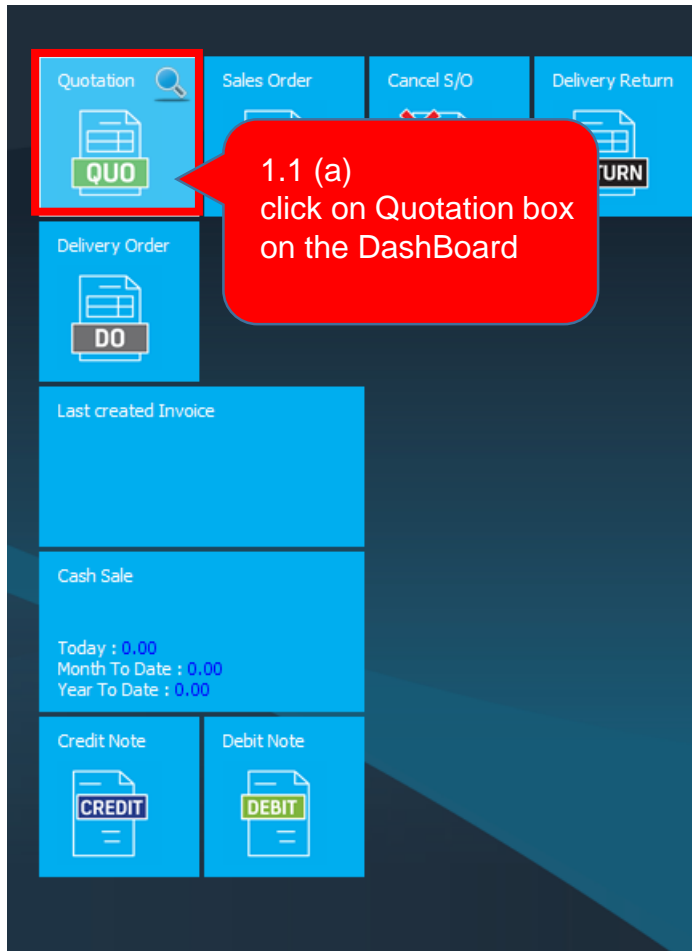 Quotation
Sales Order
Cancel S/O
Delivery Return
QUO
1.1 (a)
click on Quotation box
on the DashBoard
Delivery Order
DO
Last created Invoice
Cash Sale
Today : 0.00
Month To Date : 0.00
Year To Date : 0.00
Credit Note
Debit Note
CREDIT
DEBIT